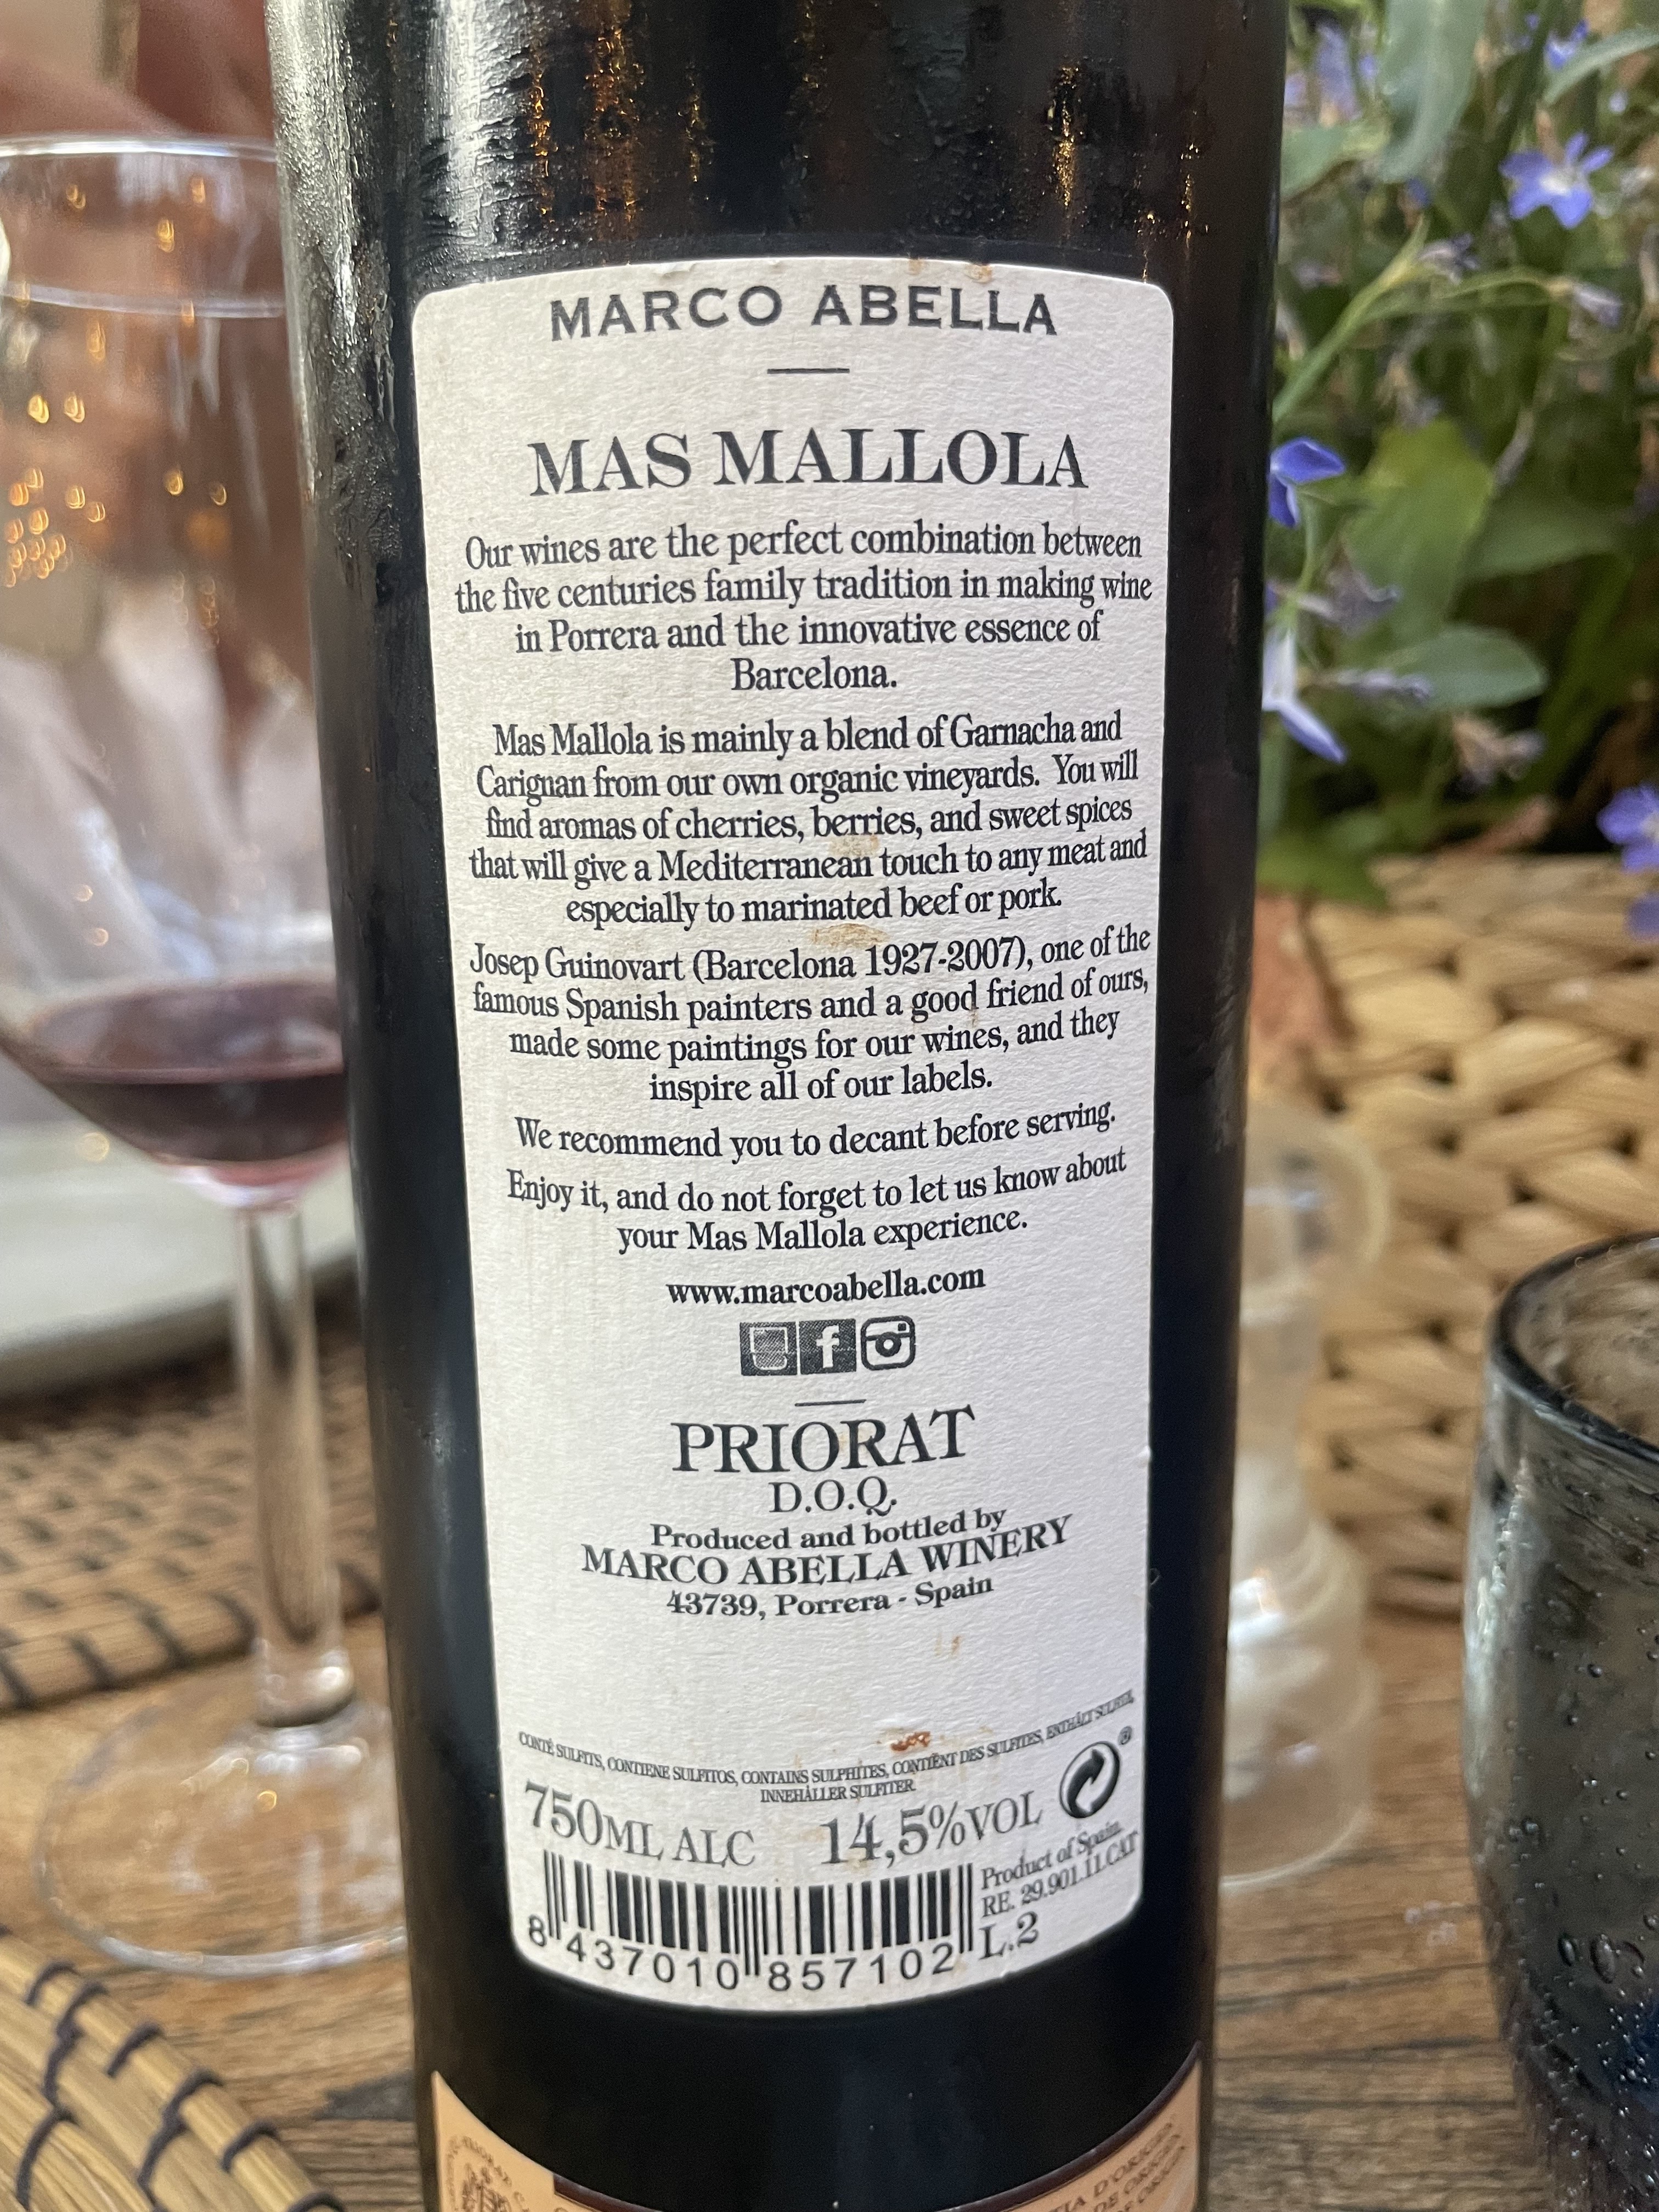 MARCO ABELLA
MAS MALLOLA
Our wines are the perfect combination between
the five centuries family tradition in making wine
in Porrera and the innovative essence of
Barcelona.
Mas Mallola is mainly a blend of Garnacha and
Carignan from our own organic vineyards. You will
find aromas of cherries, berries, and sweet spices
that will give a Mediterranean touch to any meat and
especially to marinated beef or pork.
Josep Guinovart (Barcelona 1927-2007), one of the
famous Spanish painters and a good friend of ours,
made some paintings for our wines, and they
inspire all of our labels.
We recommend you to decant before serving.
Enjoy it, and do not forget to let us know about
your Mas Mallola experience.
www.marcoabella.com
f
PRIORAT
D.O.Q.
Produced and bottled by
MARCO ABELLA WINERY
43739, Porrera - Spain
CONTÉ SULFITS, CONTIENE SULFITOS, CONTAINS SULPHITES, CONTIENT DES SULFITES, ENTHÄLT SULFITE,
INNEHÅLLER SULFITER
750ML ALC 14,5%VOL
®
Product of Spain
RE. 29.901.11.CAT
L.2
8 437010 857102
D'ORIGEN
DE ORIGEN